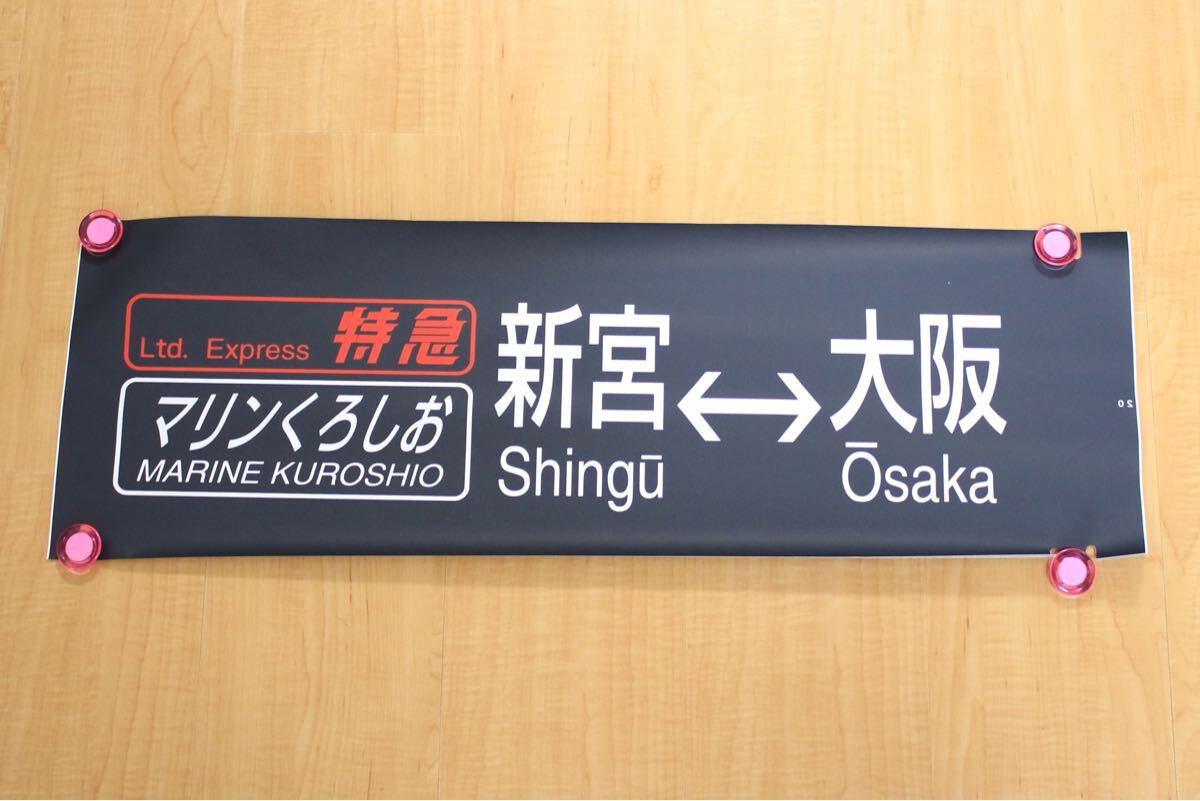 Ltd. Express 特急
マリンくろしお
MARINE KUROSHIO
新宮↔大阪
Shingū Ōsaka
20